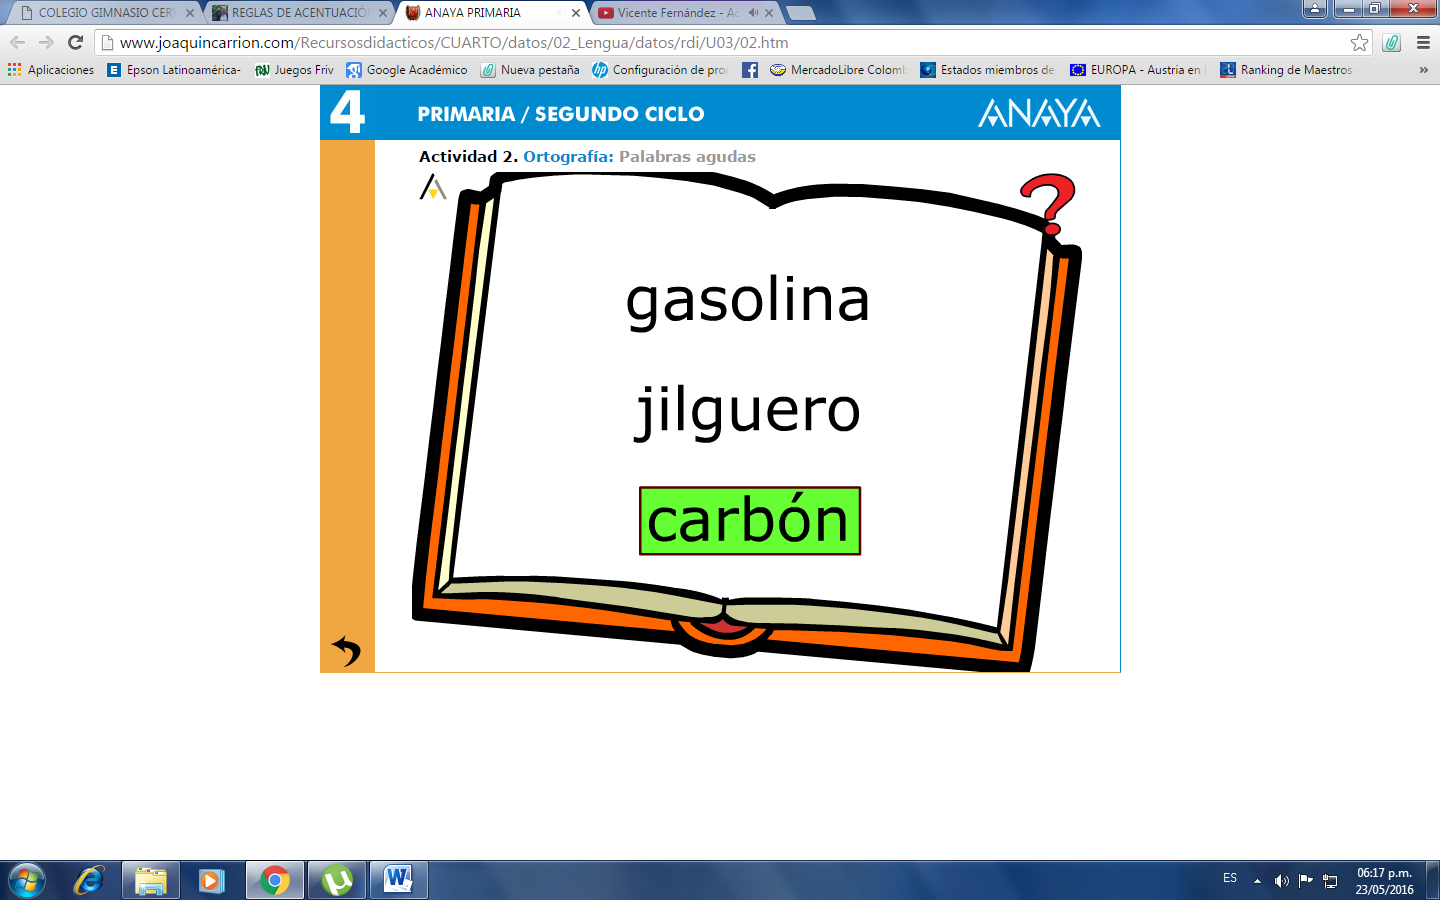 COLEGIO GIMNASIO CER
REGLAS DE ACENTUACIÓ
ANAYA PRIMARIA
Vicente Fernández - Ac
www.joaquincarrion.com/Recursosdidacticos/CUARTO/datos/02_Lengua/datos/rdi/U03/02.htm
Aplicaciones
Epson Latinoamérica-
Juegos Friv
Google Académico
Nueva pestaña
Configuración de pro
MercadoLibre Colomb
Estados miembros de
EUROPA - Austria en
Ranking de Maestros
»
4
PRIMARIA / SEGUNDO CICLO
ANAYA
Actividad 2. Ortografía: Palabras agudas
?
gasolina
jilguero
carbón
ES
06:17 p.m.
23/05/2016